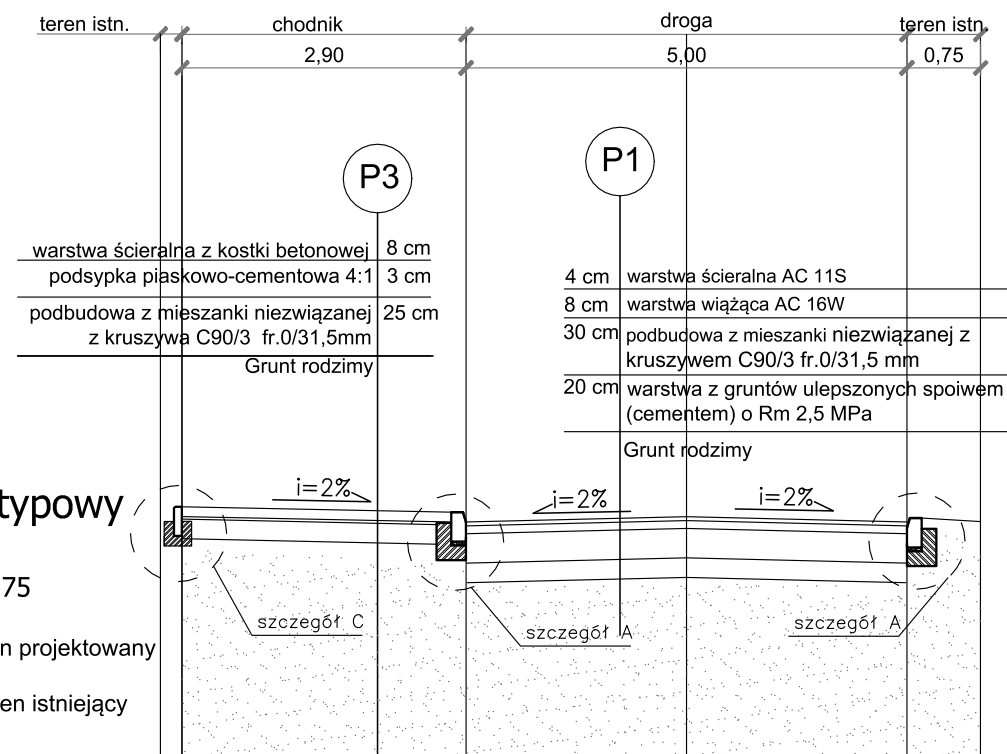 teren istn.
chodnik
droga
teren istn.
2,90
5,00
0,75
P3
P1
warstwa ścieralna z kostki betonowej 8 cm
podsypka piaskowo-cementowa 4:1 3 cm
podbudowa z mieszanki niezwiązanej 25 cm
z kruszywa C90/3 fr.0/31,5mm
Grunt rodzimy
4 cm warstwa ścieralna AC 11S
8 cm warstwa wiążąca AC 16W
30 cm podbudowa z mieszanki niezwiązanej z
kruszywem C90/3 fr.0/31,5 mm
20 cm warstwa z gruntów ulepszonych spoiwem
(cementem) o Rm 2,5 MPa
Grunt rodzimy
typowy
i=2%
i=2%
i=2%
75
szczegół C
szczegół A
szczegół A
n projektowany
en istniejący